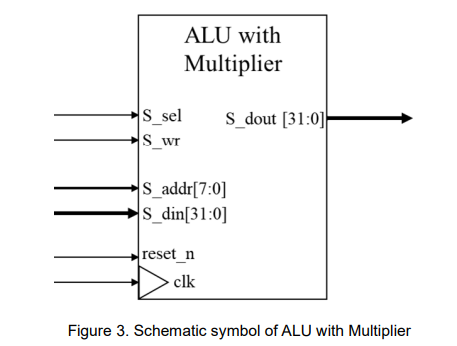 ALU with
Multiplier
S_sel
S_dout [31:0]
S_wr
S_addr[7:0]
S_din[31:0]
reset_n
clk
Figure 3. Schematic symbol of ALU with Multiplier